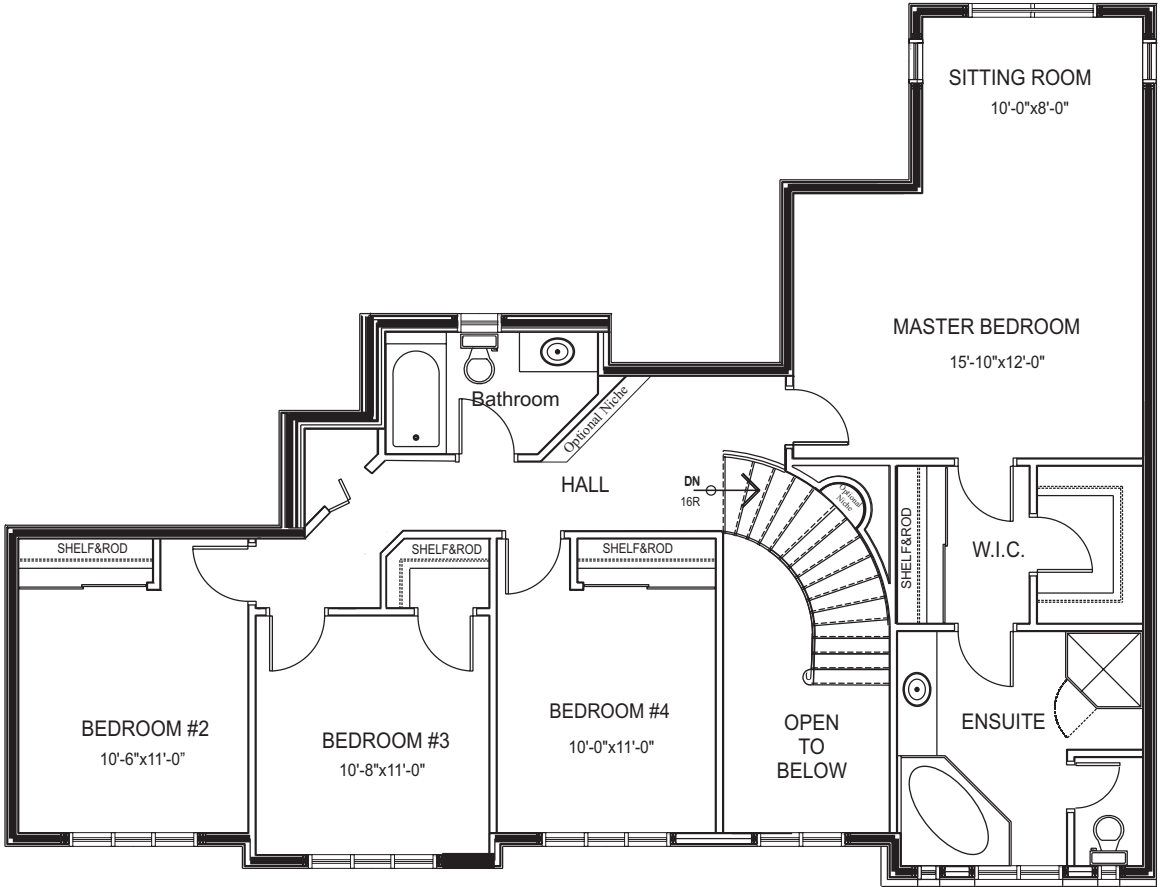 SITTING ROOM
10'-0"x8'-0"
MASTER BEDROOM
15'-10"x12'-0"
Bathroom
Optional Niche
HALL
DN
16R
Optional
Niche
SHELF&ROD
W.I.C.
SHELF&ROD
SHELF&ROD
SHELF&ROD
BEDROOM #2
10'-6"x11'-0"
BEDROOM #3
10'-8"x11'-0"
BEDROOM #4
10'-0"x11'-0"
OPEN
TO
BELOW
ENSUITE